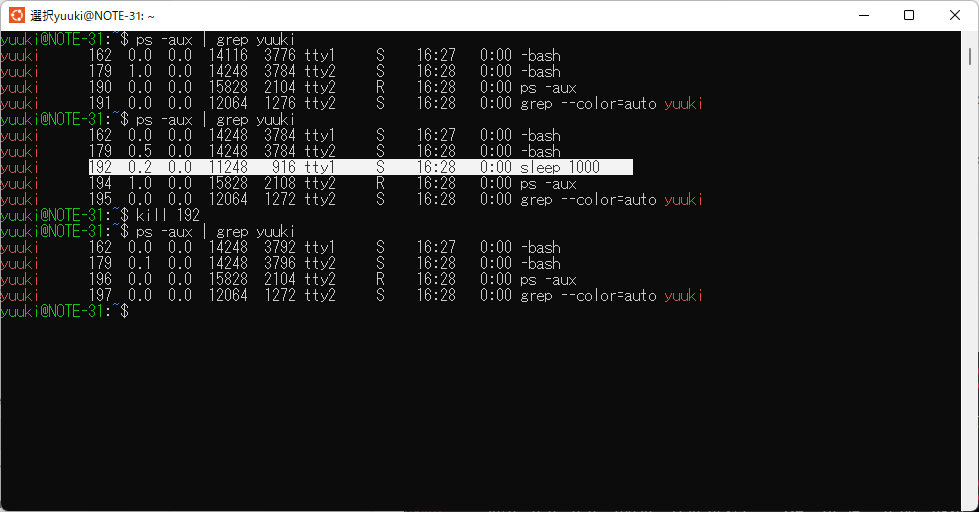 選択yuuki@NOTE-31: ~
yuuki@NOTE-31:~$ ps -aux | grep yuuki
yuuki 162 0.0 0.0 14116 3776 tty1 S 16:27 0:00 -bash
yuuki 179 1.0 0.0 14248 3784 tty2 S 16:28 0:00 -bash
yuuki 190 0.0 0.0 15828 2104 tty2 R 16:28 0:00 ps -aux
yuuki 191 0.0 0.0 12064 1276 tty2 S 16:28 0:00 grep --color=auto yuuki
yuuki@NOTE-31:~$ ps -aux | grep yuuki
yuuki 162 0.0 0.0 14248 3784 tty1 S 16:27 0:00 -bash
yuuki 179 0.5 0.0 14248 3784 tty2 S 16:28 0:00 -bash
yuuki 192 0.2 0.0 11248 916 tty1 S 16:28 0:00 sleep 1000
yuuki 194 1.0 0.0 15828 2108 tty2 R 16:28 0:00 ps -aux
yuuki 195 0.0 0.0 12064 1272 tty2 S 16:28 0:00 grep --color=auto yuuki
yuuki@NOTE-31:~$ kill 192
yuuki@NOTE-31:~$ ps -aux | grep yuuki
yuuki 162 0.0 0.0 14248 3792 tty1 S 16:27 0:00 -bash
yuuki 179 0.1 0.0 14248 3796 tty2 S 16:28 0:00 -bash
yuuki 196 0.0 0.0 15828 2104 tty2 R 16:28 0:00 ps -aux
yuuki 197 0.0 0.0 12064 1272 tty2 S 16:28 0:00 grep --color=auto yuuki
yuuki@NOTE-31:~$